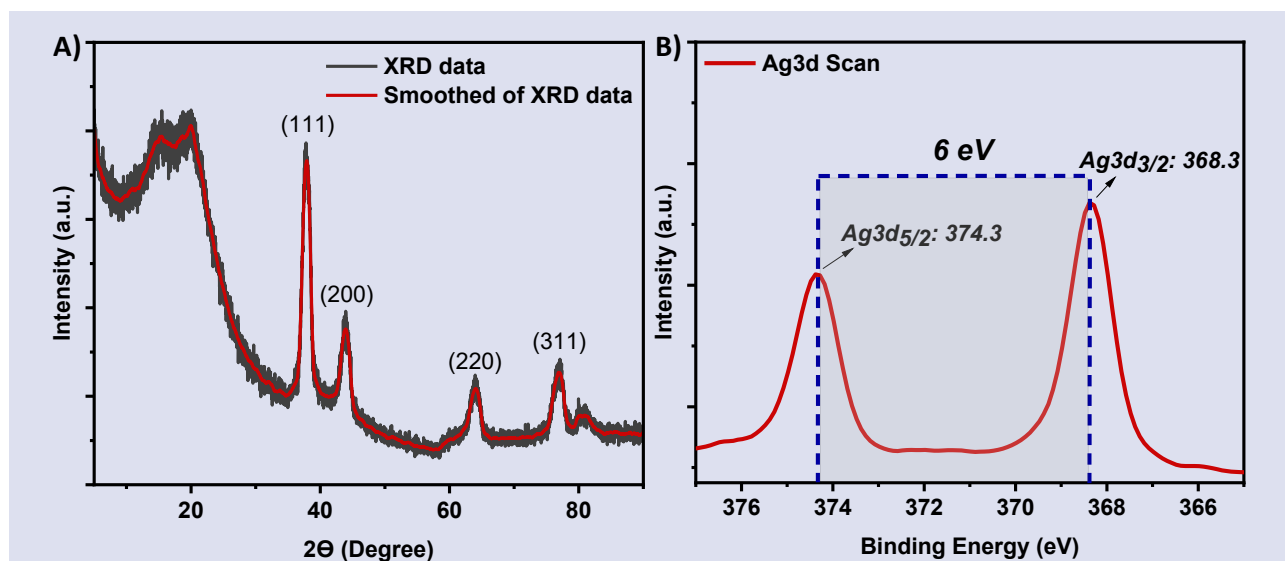 A)
XRD data
Smoothed of XRD data
(111)
(200)
(220)
(311)
Intensity (a.u.)
20 40 60 80
2Θ (Degree)
B)
Ag3d Scan
6 eV
Ag3d3/2: 368.3
Ag3d5/2: 374.3
Intensity (a.u.)
376 374 372 370 368 366
Binding Energy (eV)